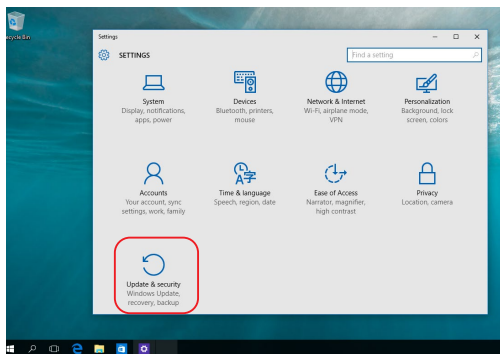 Recycle Bin
Settings
SETTINGS
Find a setting
System
Display, notifications,
apps, power
Devices
Bluetooth, printers,
mouse
Network & Internet
Wi-Fi, airplane mode,
VPN
Personalization
Background, lock
screen, colors
Accounts
Your account, sync
settings, work, family
Time & language
Speech, region, date
Ease of Access
Narrator, magnifier,
high contrast
Privacy
Location, camera
Update & security
Windows Update,
recovery, backup